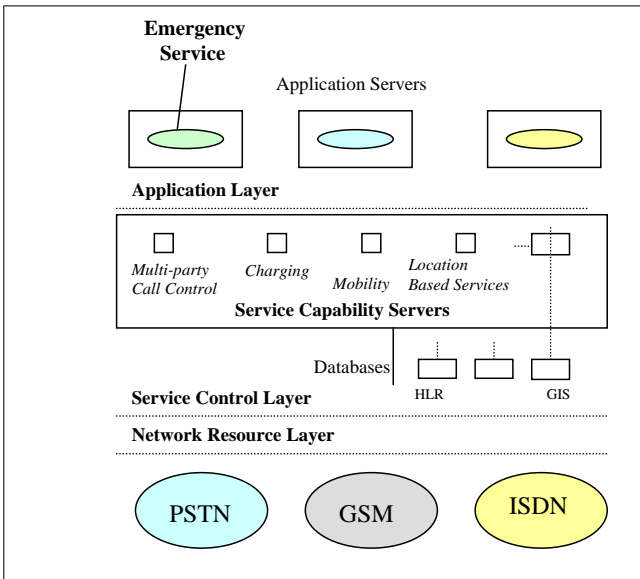 Emergency
Service
Application Servers
Application Layer
Multi-party
Call Control
Charging
Mobility
Location
Based Services
Service Capability Servers
Databases
HLR
GIS
Service Control Layer
Network Resource Layer
PSTN
GSM
ISDN